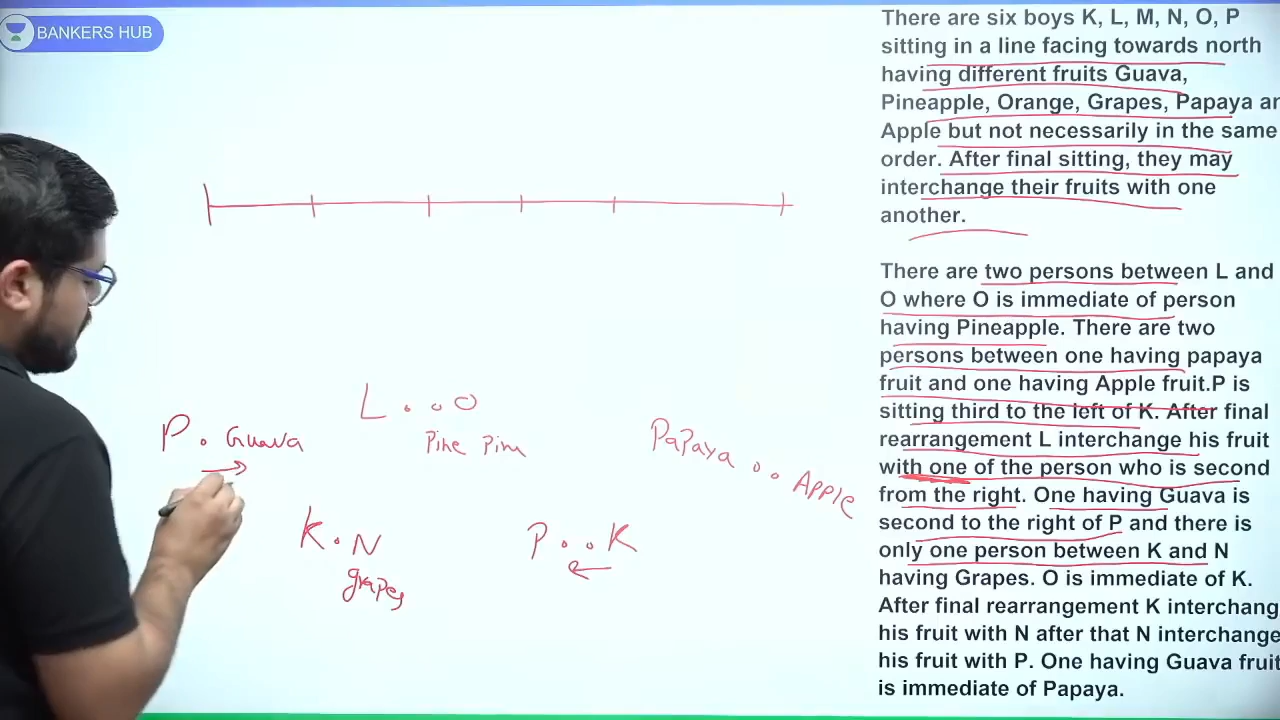 BANKERS HUB
There are six boys K, L, M, N, O, P
sitting in a line facing towards north
having different fruits Guava,
Pineapple, Orange, Grapes, Papaya an
Apple but not necessarily in the same
order. After final sitting, they may
interchange their fruits with one
another.
There are two persons between L and
O where O is immediate of person
having Pineapple. There are two
persons between one having papaya
fruit and one having Apple fruit.P is
sitting third to the left of K. After final
rearrangement L interchange his fruit
with one of the person who is second
from the right. One having Guava is
second to the right of P and there is
only one person between K and N
having Grapes. O is immediate of K.
After final rearrangement K interchang
his fruit with N after that N interchange
his fruit with P. One having Guava fruit
is immediate of Papaya.
L . . O
P . Guava
Papaya . . Apple
K . N
grapes
P . . K